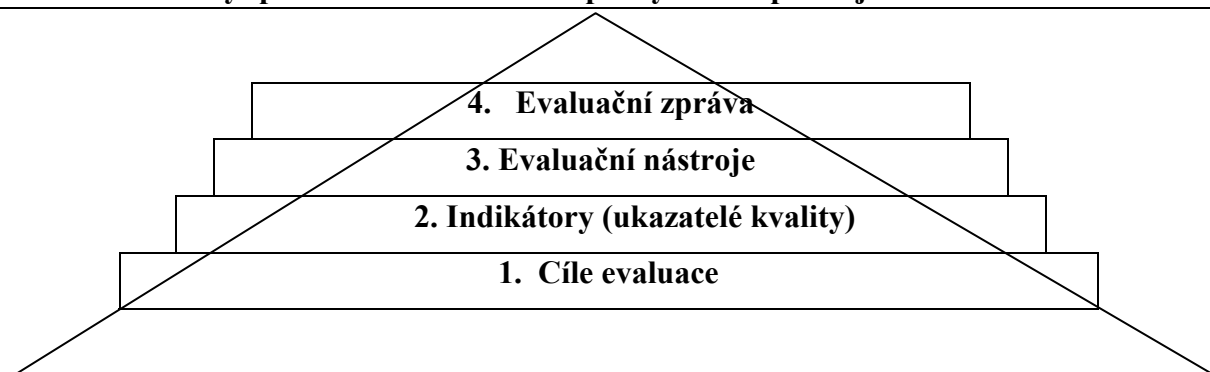 4. Evaluační zpráva
3. Evaluační nástroje
2. Indikátory (ukazatelé kvality)
1. Cíle evaluace